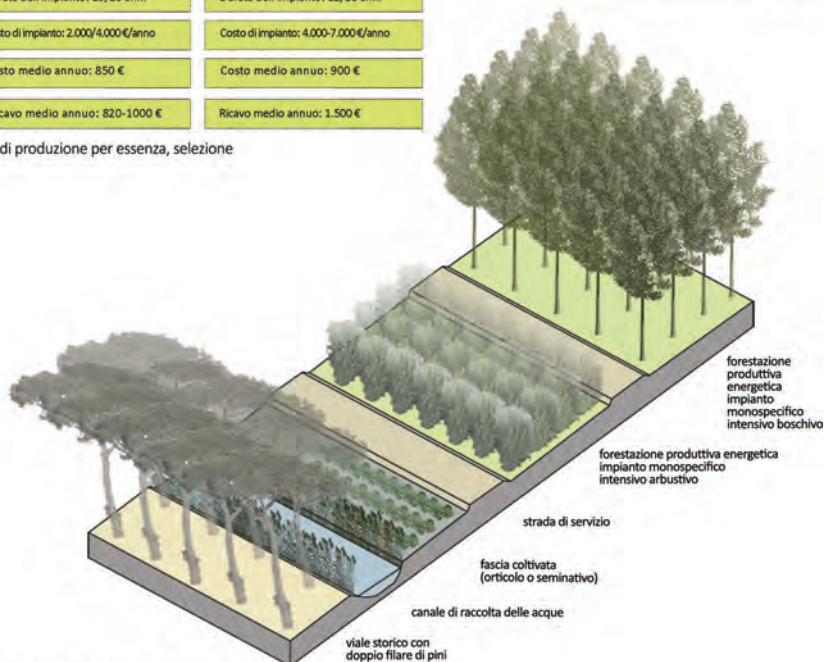 Costo di impianto: 2.000/4.000 €/anno
Costo di impianto: 4.000-7.000 €/anno
Costo medio annuo: 850 €
Costo medio annuo: 900 €
Ricavo medio annuo: 820-1000 €
Ricavo medio annuo: 1.500 €
di produzione per essenza, selezione
forestazione
produttiva
energetica
impianto
monospecifico
intensivo boschivo
forestazione produttiva energetica
impianto monospecifico
intensivo arbustivo
strada di servizio
fascia coltivata
(orticolo o seminativo)
canale di raccolta delle acque
viale storico con
doppio filare di pini